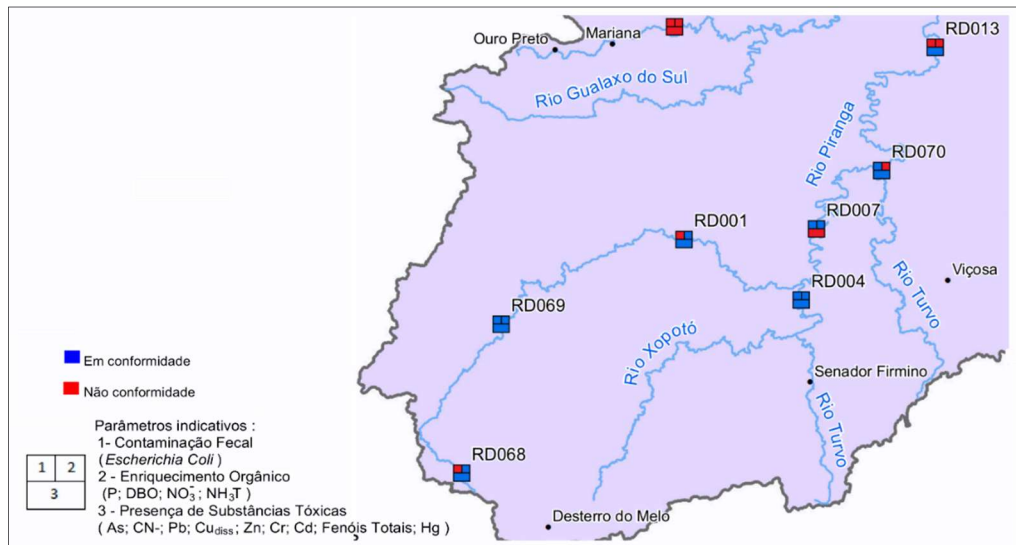 RD013
Mariana
Ouro Preto
Rio Gualaxo do Sul
Rio Piranga
RD070
RD007
RD001
Viçosa
RD004
Rio Turvo
RD069
Rio Xopotó
Senador Firmino
Rio Turvo
RD068
Desterro do Melo
Em conformidade
Não conformidade
Parâmetros indicativos :
1- Contaminação Fecal
(Escherichia Coli )
2 - Enriquecimento Orgânico
(P; DBO; NO₃⁻; NH₃T )
3 - Presença de Substâncias Tóxicas
( As; CN-; Pb; Cudiss; Zn; Cr; Cd; Fenóis Totais; Hg )
1 2
3